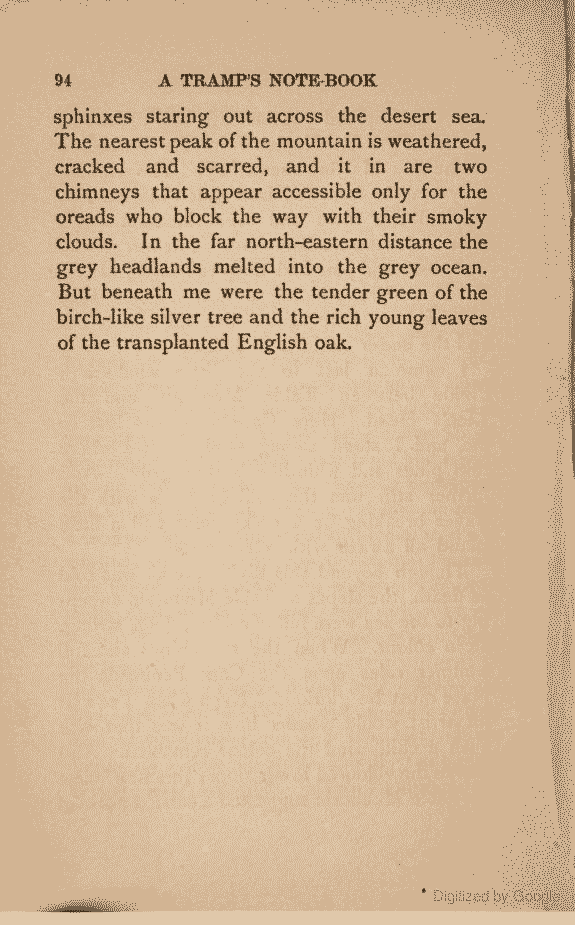 94 A TRAMP'S NOTE-BOOK
sphinxes staring out across the desert sea.
The nearest peak of the mountain is weathered,
cracked and scarred, and it in are two
chimneys that appear accessible only for the
oreads who block the way with their smoky
clouds. In the far north-eastern distance the
grey headlands melted into the grey ocean.
But beneath me were the tender green of the
birch-like silver tree and the rich young leaves
of the transplanted English oak.
Digitized by Google